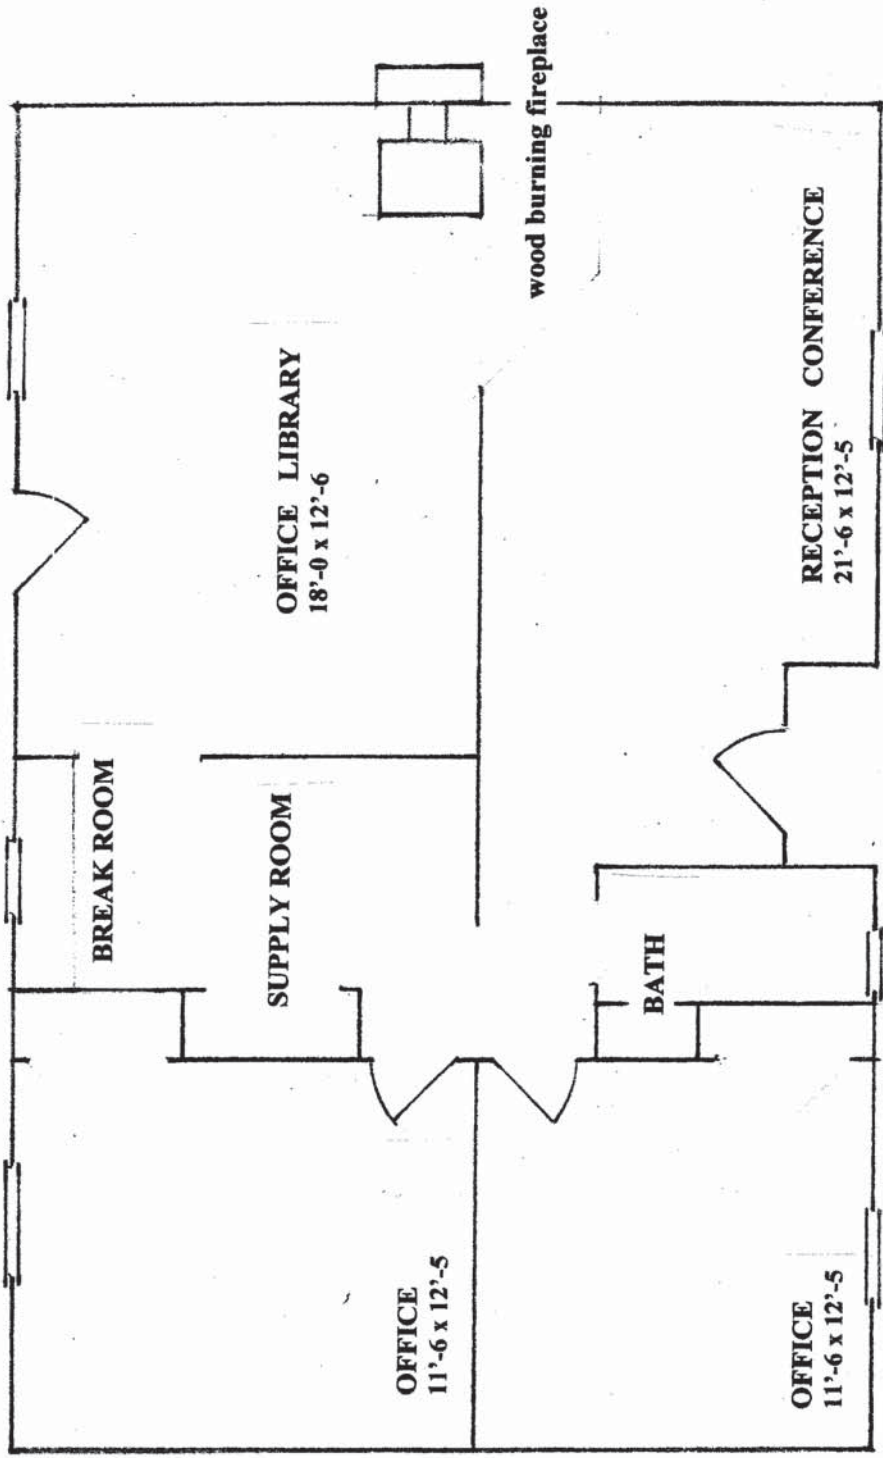 BREAK ROOM
SUPPLY ROOM
OFFICE LIBRARY
18'-0 x 12'-6
wood burning fireplace
OFFICE
11'-6 x 12'-5
BATH
OFFICE
11'-6 x 12'-5
RECEPTION CONFERENCE
21'-6 x 12'-5